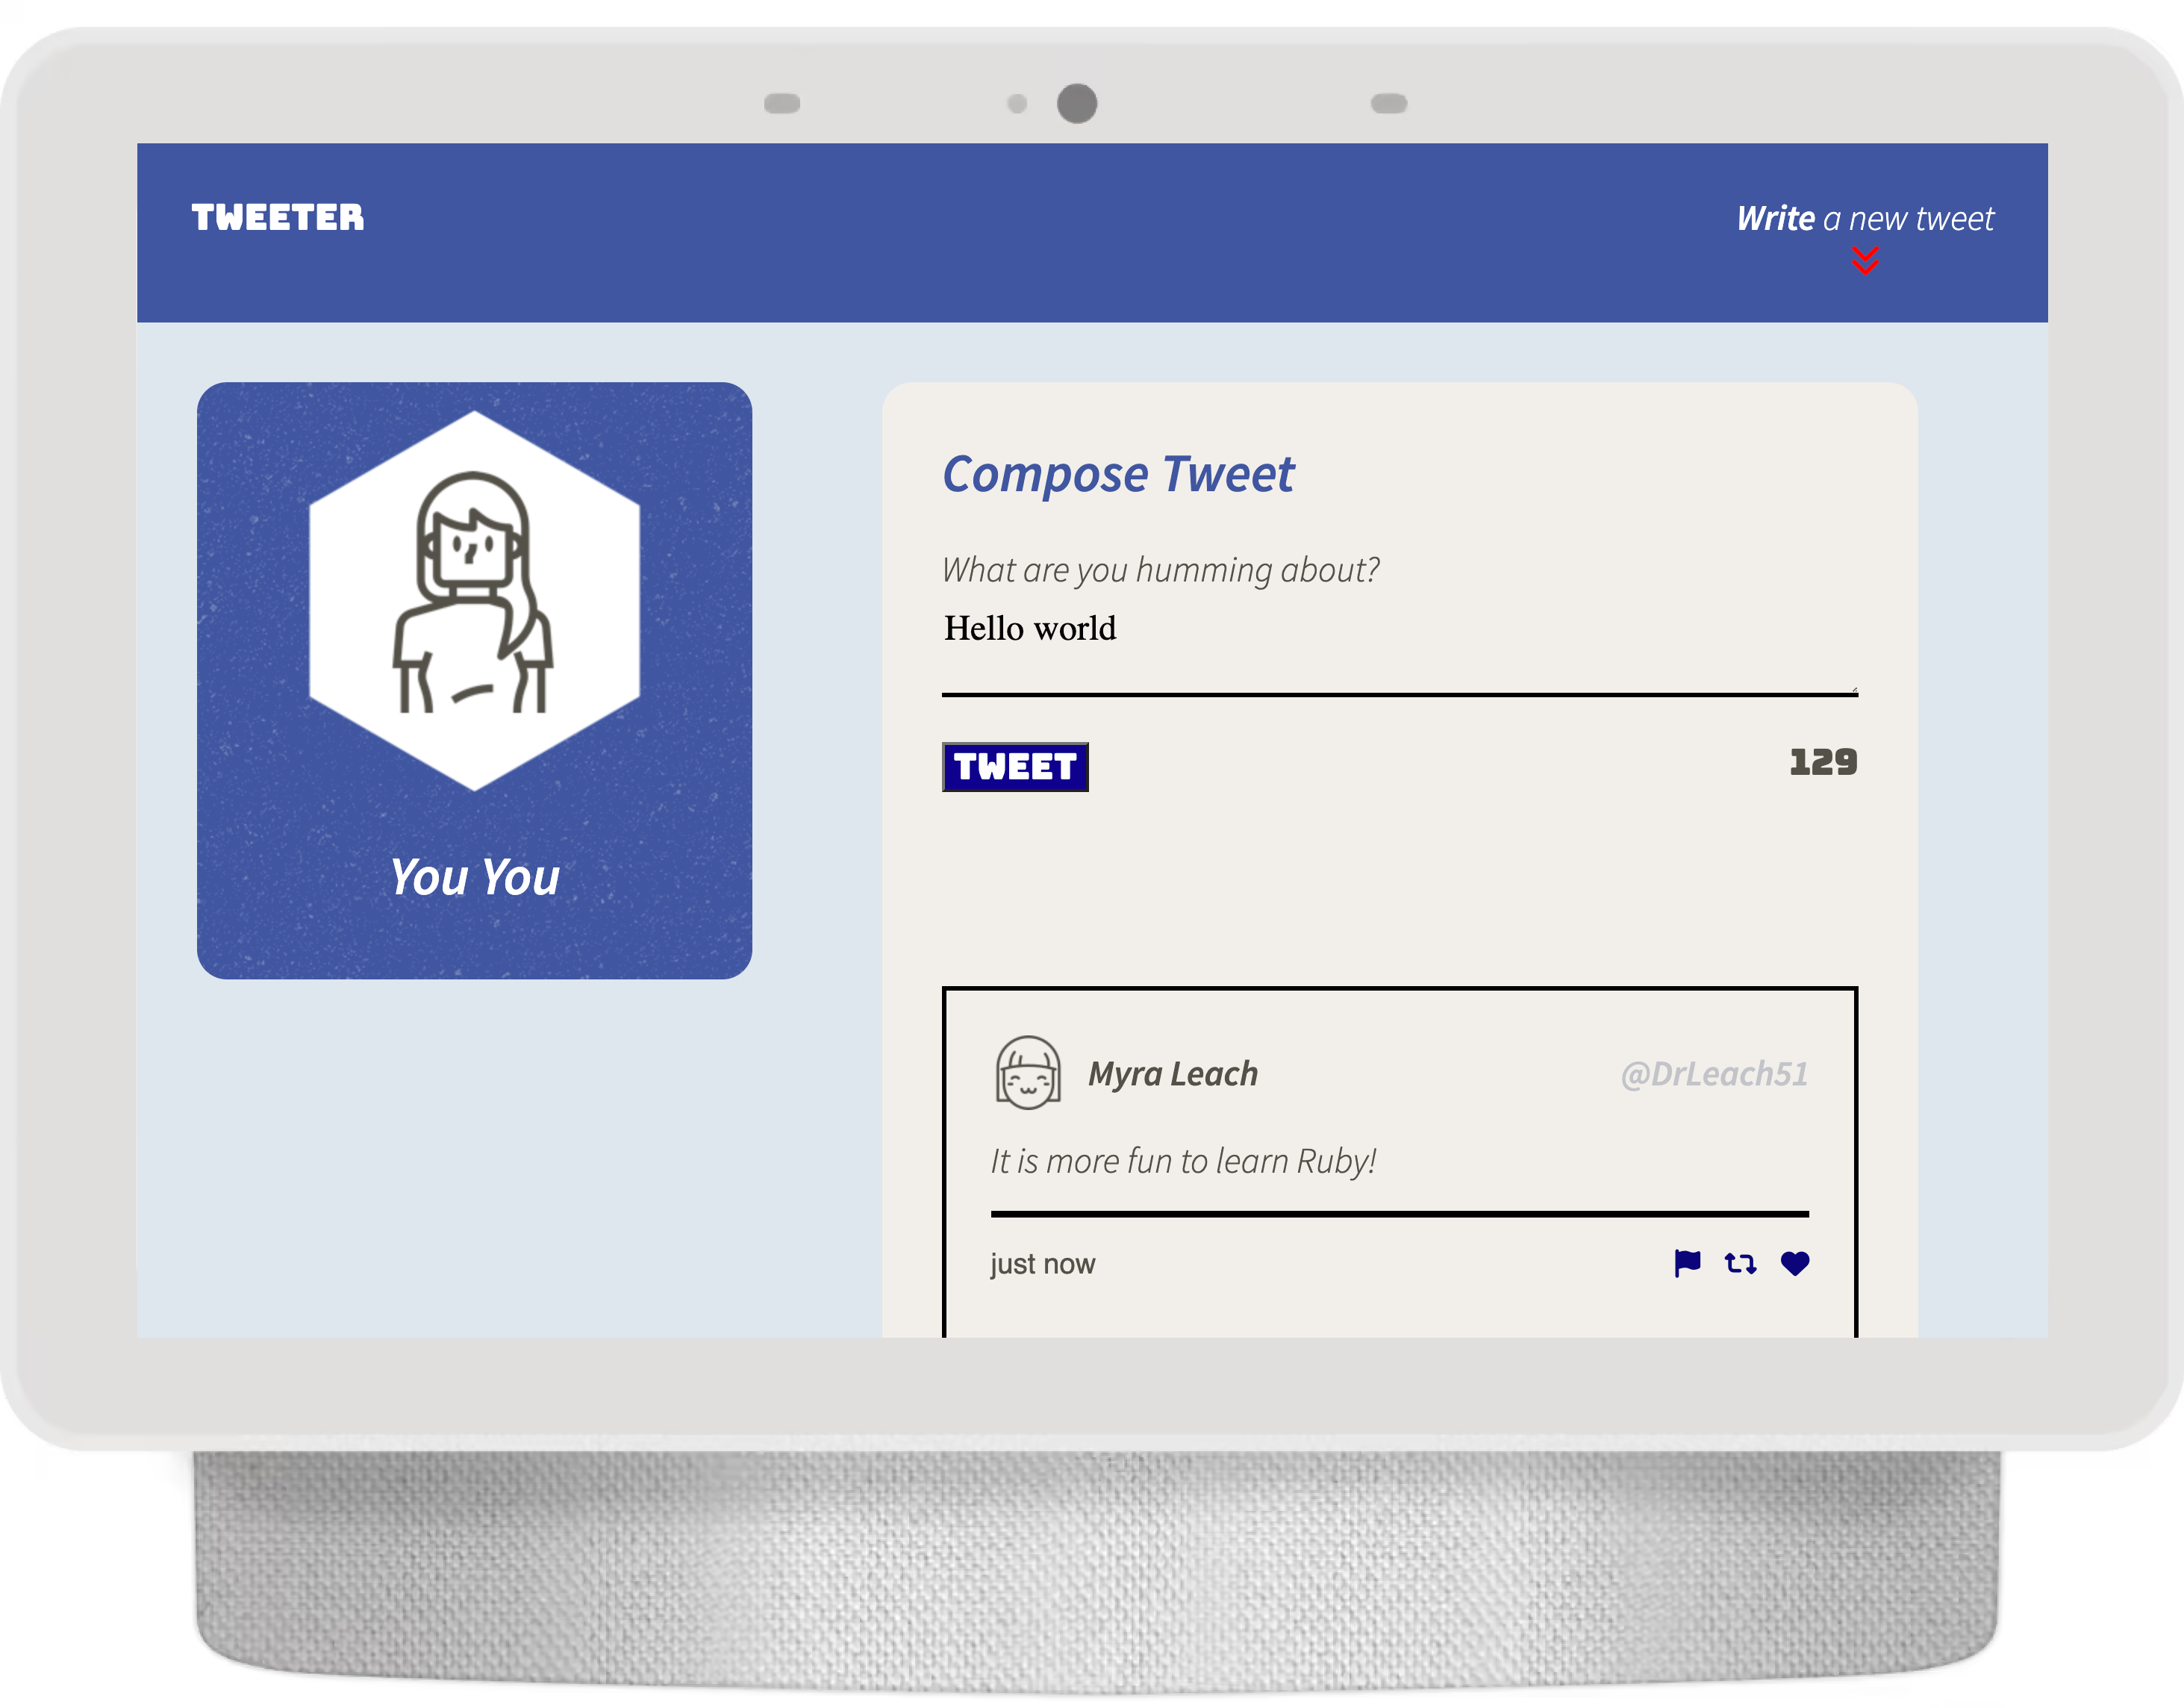 TWEETER
Write a new tweet
You You
Compose Tweet
What are you humming about?
Hello world
TWEET
129
Myra Leach
@DrLeach51
It is more fun to learn Ruby!
just now